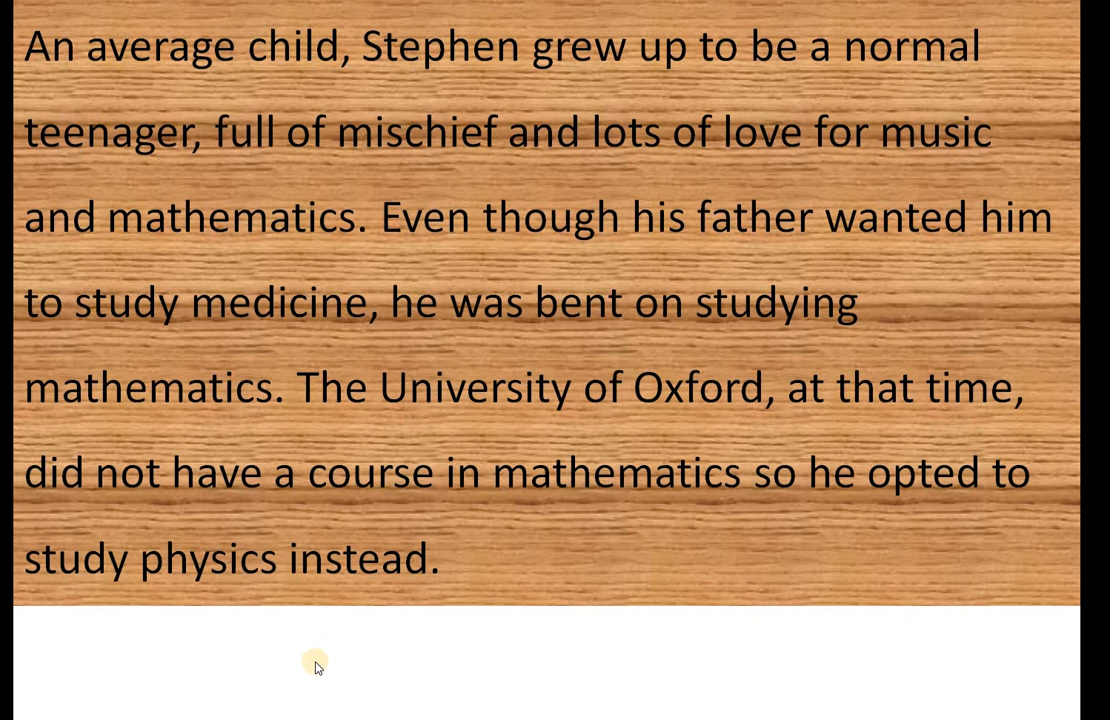 An average child, Stephen grew up to be a normal
teenager, full of mischief and lots of love for music
and mathematics. Even though his father wanted him
to study medicine, he was bent on studying
mathematics. The University of Oxford, at that time,
did not have a course in mathematics so he opted to
study physics instead.